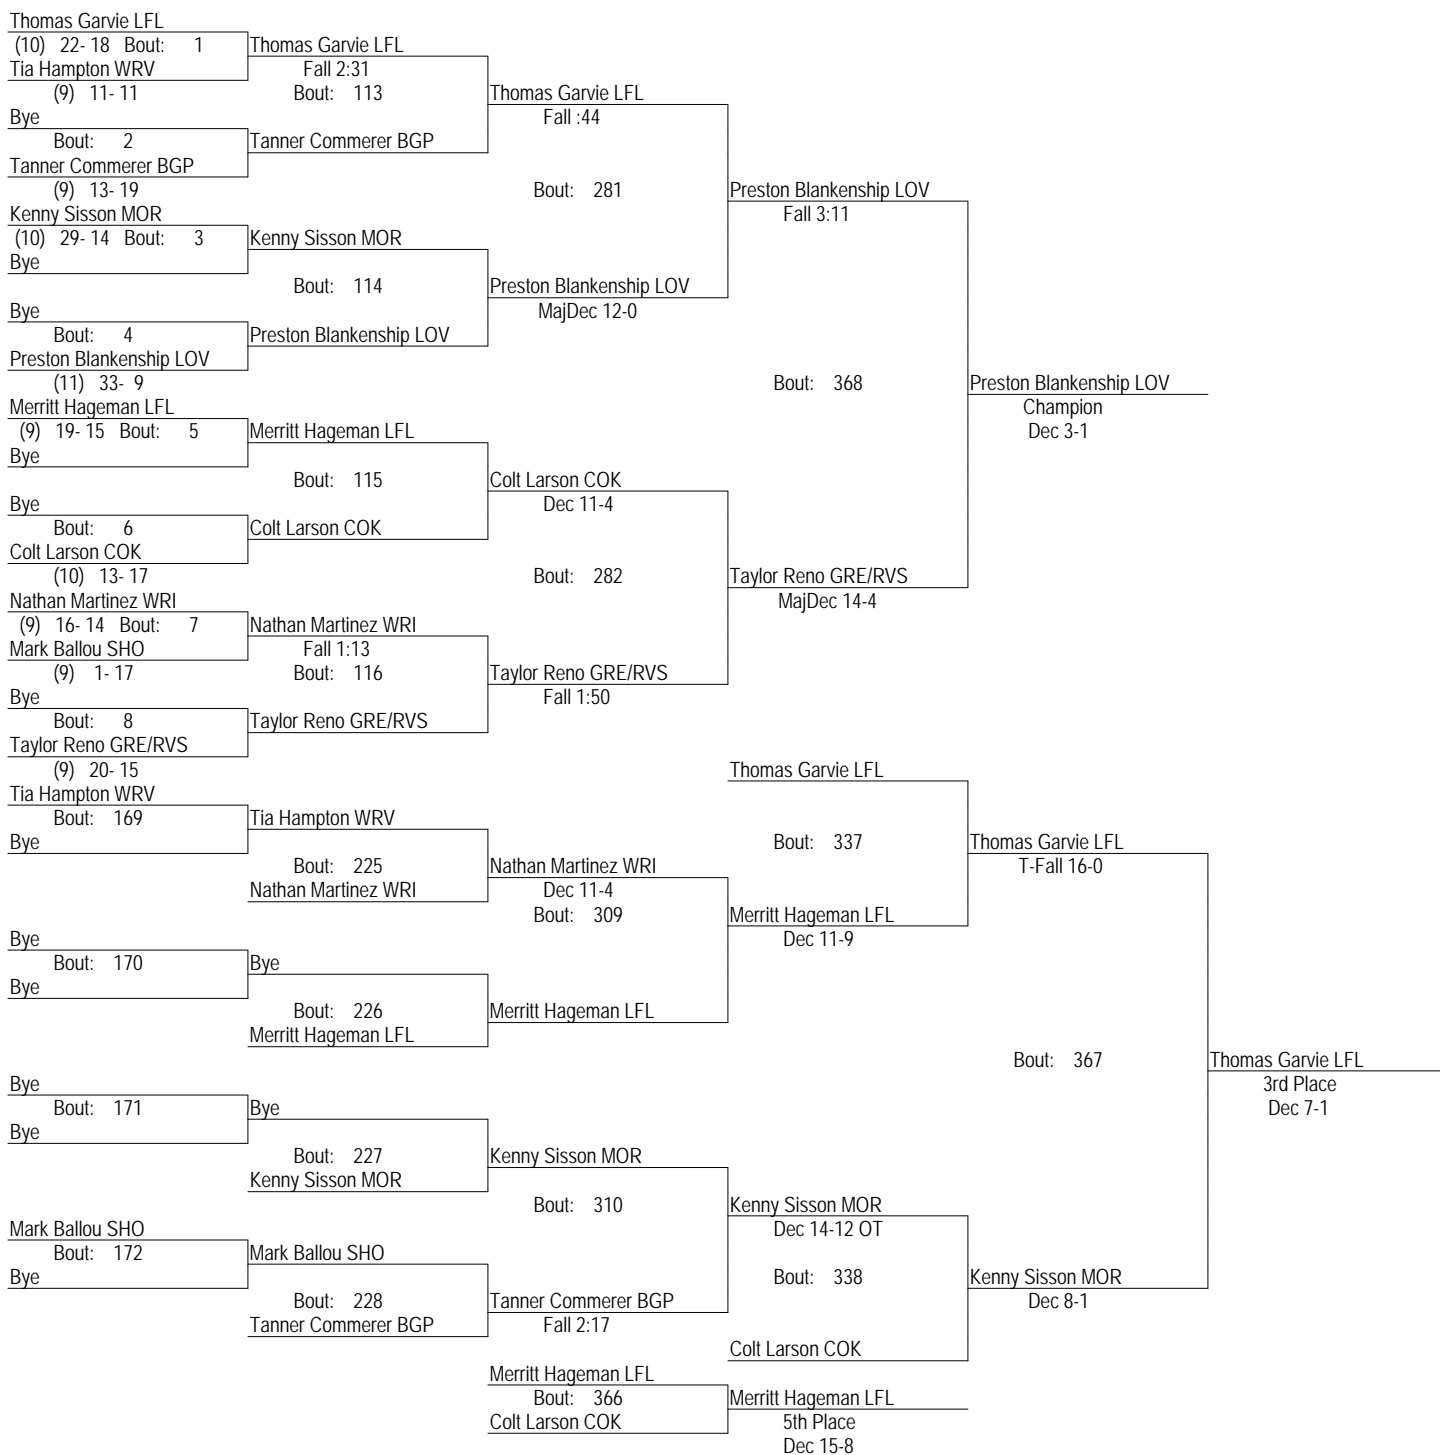 Thomas Garvie LFL
(10) 22- 18 Bout: 1 Thomas Garvie LFL
Tia Hampton WRV Fall 2:31
(9) 11- 11 Bout: 113 Thomas Garvie LFL
Bye Fall :44
Bout: 2 Tanner Commerer BGP
Tanner Commerer BGP
(9) 13- 19 Bout: 281 Preston Blankenship LOV
Kenny Sisson MOR Fall 3:11
(10) 29- 14 Bout: 3 Kenny Sisson MOR
Bye
Bout: 114 Preston Blankenship LOV
Bye MajDec 12-0
Bout: 4 Preston Blankenship LOV
Preston Blankenship LOV
(11) 33- 9 Bout: 368 Preston Blankenship LOV
Merritt Hageman LFL Champion
(9) 19- 15 Bout: 5 Merritt Hageman LFL Dec 3-1
Bye
Bout: 115 Colt Larson COK
Bye Dec 11-4
Bout: 6 Colt Larson COK
Colt Larson COK
(10) 13- 17 Bout: 282 Taylor Reno GRE/RVS
Nathan Martinez WRI MajDec 14-4
(9) 16- 14 Bout: 7 Nathan Martinez WRI
Mark Ballou SHO Fall 1:13
(9) 1- 17 Bout: 116 Taylor Reno GRE/RVS
Bye Fall 1:50
Bout: 8 Taylor Reno GRE/RVS
Taylor Reno GRE/RVS
(9) 20- 15 Thomas Garvie LFL
Tia Hampton WRV
Bout: 169 Tia Hampton WRV
Bye Bout: 337 Thomas Garvie LFL
Bout: 225 Nathan Martinez WRI T-Fall 16-0
Nathan Martinez WRI Dec 11-4
Bout: 309 Merritt Hageman LFL
Bye Dec 11-9
Bout: 170 Bye
Bye
Bout: 226 Merritt Hageman LFL
Merritt Hageman LFL
Bout: 367 Thomas Garvie LFL
Bye 3rd Place
Bout: 171 Bye Dec 7-1
Bye
Bout: 227 Kenny Sisson MOR
Kenny Sisson MOR
Bout: 310 Kenny Sisson MOR
Mark Ballou SHO Dec 14-12 OT
Bout: 172 Mark Ballou SHO
Bye Bout: 338 Kenny Sisson MOR
Bout: 228 Tanner Commerer BGP Dec 8-1
Tanner Commerer BGP Fall 2:17
Colt Larson COK
Merritt Hageman LFL
Bout: 366 Merritt Hageman LFL
Colt Larson COK 5th Place
Dec 15-8